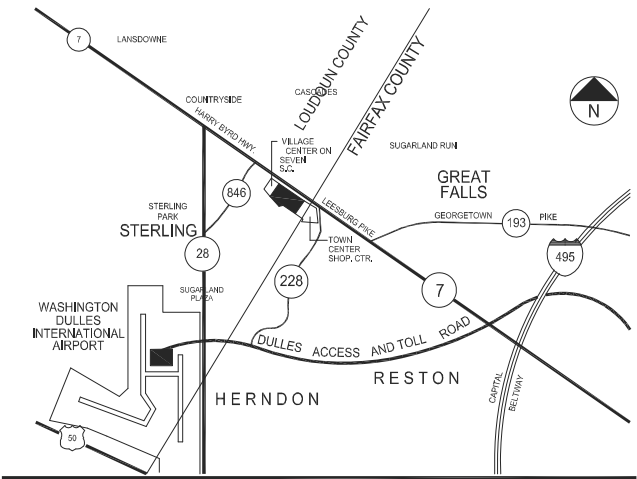 7
LANSDOWNE
LOUDOUN COUNTY
FAIRFAX COUNTY
CASCADES
COUNTRYSIDE
HARRY BYRD HWY.
N
VILLAGE
CENTER ON
SEVEN
S.C.
SUGARLAND RUN
GREAT
FALLS
846
STERLING
PARK
STERLING
LEESBURG PIKE
GEORGETOWN
193
PIKE
28
TOWN
CENTER
SHOP. CTR.
495
228
7
SUGARLAND
PLAZA
WASHINGTON
DULLES
INTERNATIONAL
AIRPORT
DULLES ACCESS AND TOLL ROAD
RESTON
HERNDON
CAPITAL
BELTWAY
50